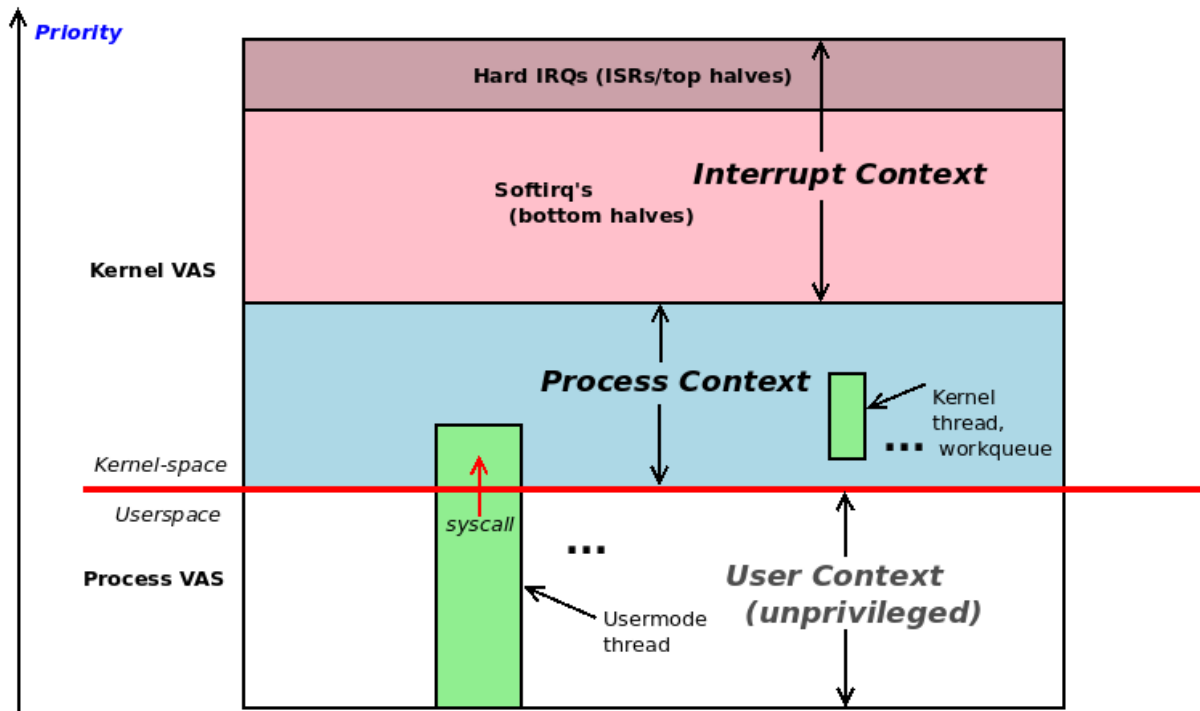 Priority
Hard IRQs (ISRs/top halves)
Interrupt Context
Softirq's
(bottom halves)
Kernel VAS
Process Context
Kernel
thread,
... workqueue
Kernel-space
Userspace
syscall
...
Process VAS
User Context
(unprivileged)
Usermode
thread